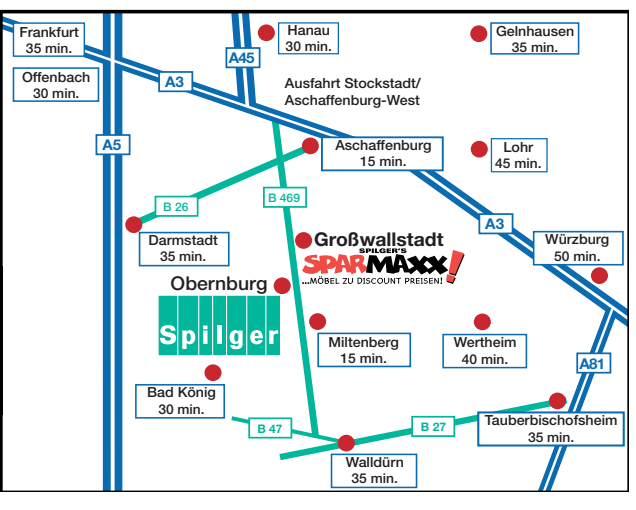 Frankfurt
35 min.
Hanau
30 min.
Gelnhausen
35 min.
A45
Offenbach
30 min.
A3
Ausfahrt Stockstadt/
Aschaffenburg-West
A5
Aschaffenburg
15 min.
Lohr
45 min.
B 26
B 469
A3
Darmstadt
35 min.
Großwallstadt
SPILGER'S
SPARMAXX!
...MÖBEL ZU DISCOUNT PREISEN!
Würzburg
50 min.
Obernburg
Spilger
Miltenberg
15 min.
Wertheim
40 min.
A81
Bad König
30 min.
B 47
B 27
Tauberbischofsheim
35 min.
Walldürn
35 min.